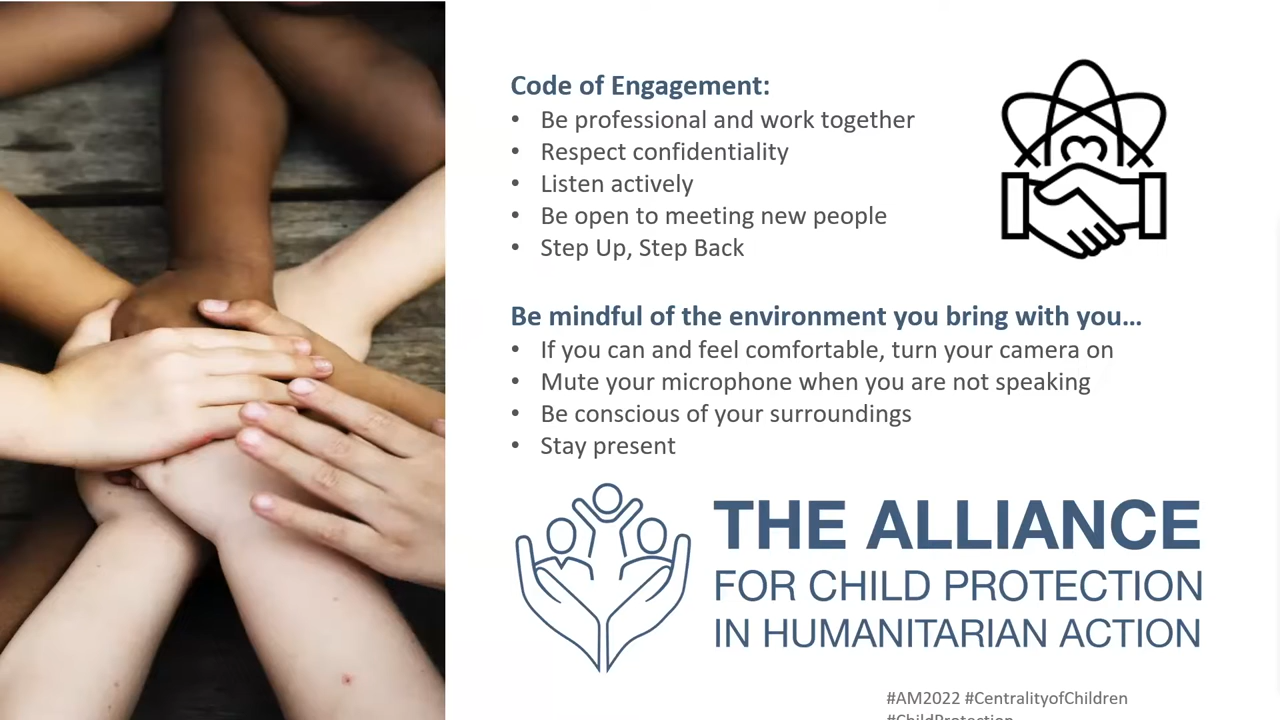 Code of Engagement:
• Be professional and work together
• Respect confidentiality
• Listen actively
• Be open to meeting new people
• Step Up, Step Back
Be mindful of the environment you bring with you…
• If you can and feel comfortable, turn your camera on
• Mute your microphone when you are not speaking
• Be conscious of your surroundings
• Stay present
THE ALLIANCE
FOR CHILD PROTECTION
IN HUMANITARIAN ACTION
#AM2022 #CentralityofChildren
#ChildProtection